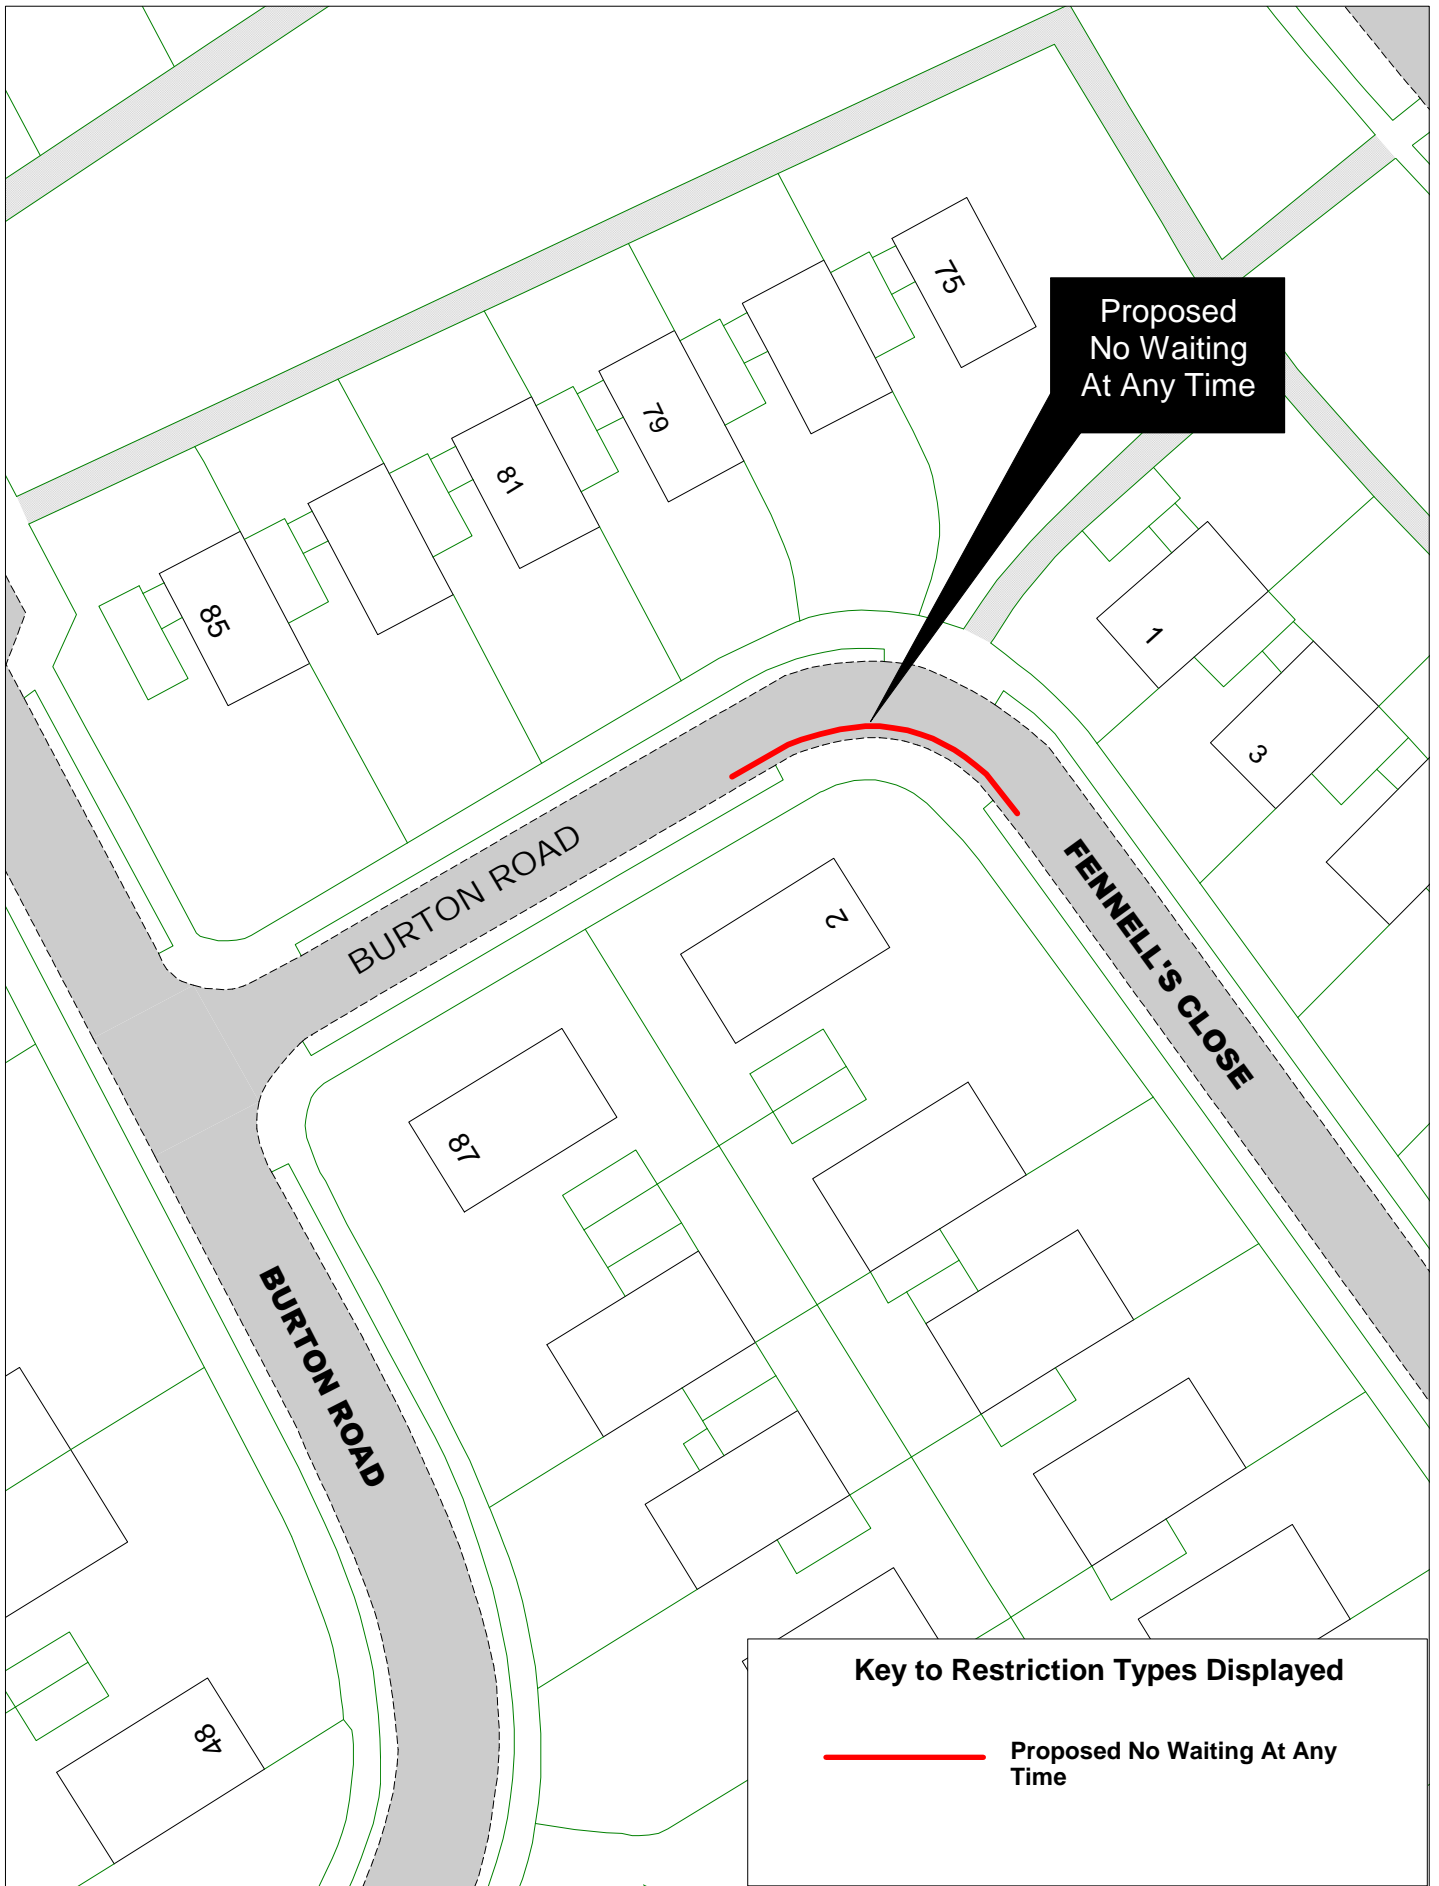 75
Proposed
No Waiting
At Any Time
79
81
85
1
3
BURTON ROAD
FENNELL'S CLOSE
2
87
BURTON ROAD
48
Key to Restriction Types Displayed
Proposed No Waiting At Any
Time